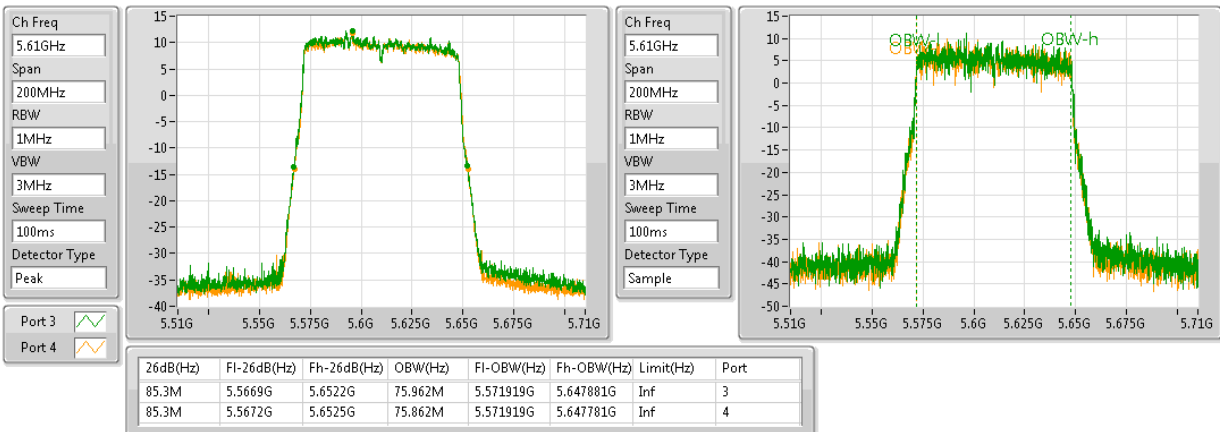 Ch Freq
5.61GHz
Span
200MHz
RBW
1MHz
VBW
3MHz
Sweep Time
100ms
Detector Type
Peak
Port 3
Port 4
15
10
5
0
-5
-10
-15
-20
-25
-30
-35
-40
5.51G 5.55G 5.575G 5.6G 5.625G 5.65G 5.675G 5.71G
Ch Freq
5.61GHz
Span
200MHz
RBW
1MHz
VBW
3MHz
Sweep Time
100ms
Detector Type
Sample
15
10
5
0
-5
-10
-15
-20
-25
-30
-35
-40
-45
-50
OBW-l OBW-h
5.51G 5.55G 5.575G 5.6G 5.625G 5.65G 5.675G 5.71G
26dB(Hz) Fl-26dB(Hz) Fh-26dB(Hz) OBW(Hz) Fl-OBW(Hz) Fh-OBW(Hz) Limit(Hz) Port
85.3M 5.5669G 5.6522G 75.962M 5.571919G 5.647881G Inf 3
85.3M 5.5672G 5.6525G 75.862M 5.571919G 5.647781G Inf 4